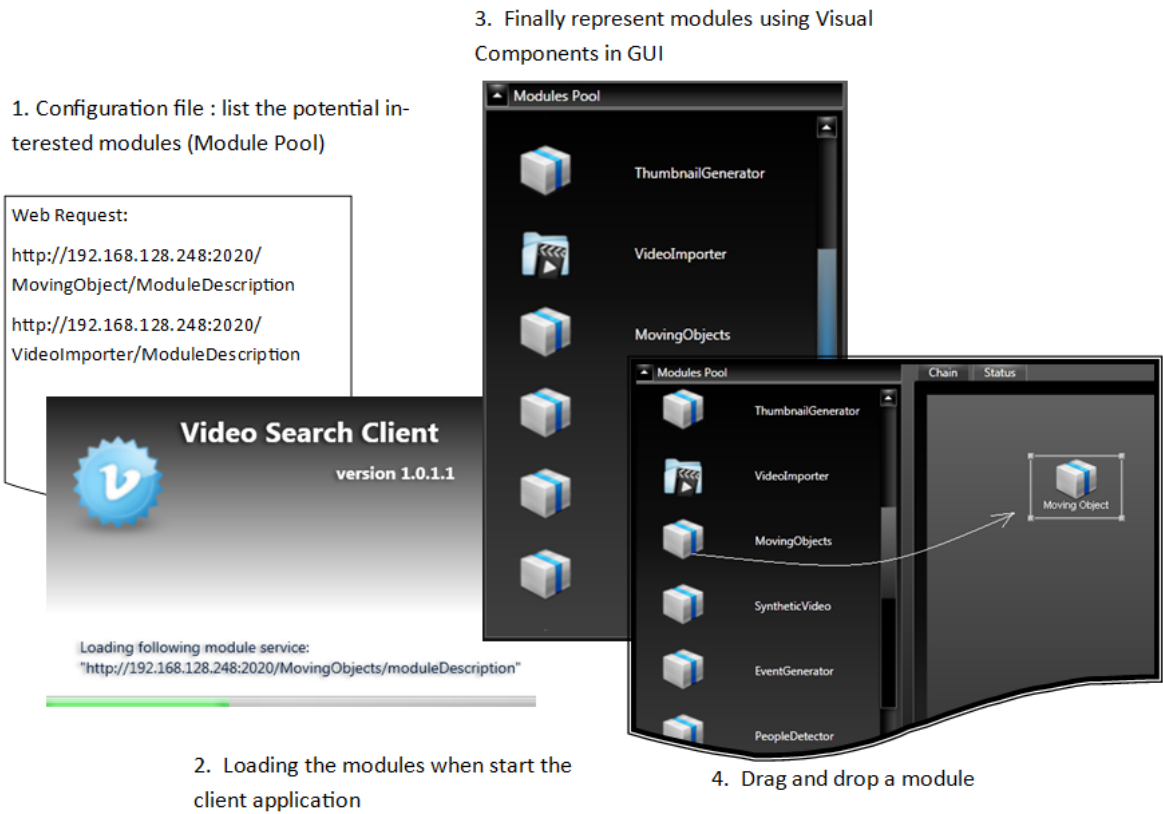 3. Finally represent modules using Visual
Components in GUI
1. Configuration file : list the potential in-
terested modules (Module Pool)
Web Request:
http://192.168.128.248:2020/
MovingObject/ModuleDescription
http://192.168.128.248:2020/
VideoImporter/ModuleDescription
Modules Pool
ThumbnailGenerator
VideoImporter
MovingObjects
Video Search Client
version 1.0.1.1
Loading following module service:
"http://192.168.128.248:2020/MovingObjects/moduleDescription"
Modules Pool
Chain
Status
ThumbnailGenerator
VideoImporter
MovingObjects
SyntheticVideo
EventGenerator
PeopleDetector
Moving Object
2. Loading the modules when start the
client application
4. Drag and drop a module